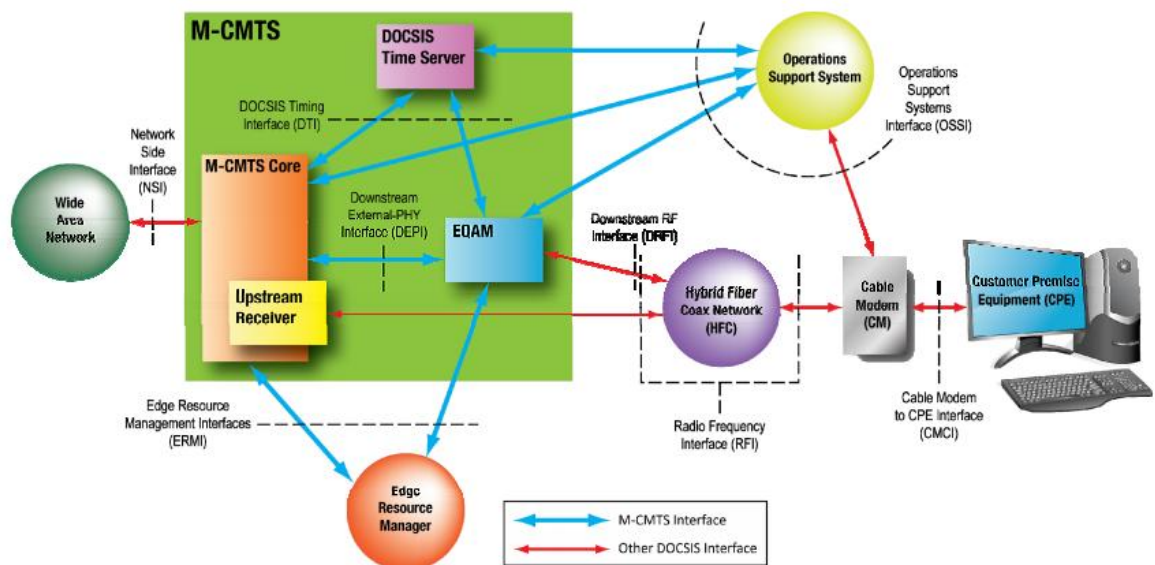 M-CMTS
DOCSIS
Time Server
Operations
Support System
Operations
Support
Systems
Interface (OSSI)
DOCSIS Timing
Interface (DTI)
Network
Side
Interface
(NSI)
M-CMTS Core
Wide
Area
Network
Downstream
External-PHY
Interface (DEPI)
EQAM
Downstream RF
Interface (DRFI)
Upstream
Receiver
Hybrid Fiber
Coax Network
(HFC)
Cable
Modem
(CM)
Customer Premise
Equipment (CPE)
Edge Resource
Management Interfaces
(ERMI)
Radio Frequency
Interface (RFI)
Cable Modem
to CPE Interface
(CMCI)
Edge
Resource
Manager
M-CMTS Interface
Other DOCSIS Interface